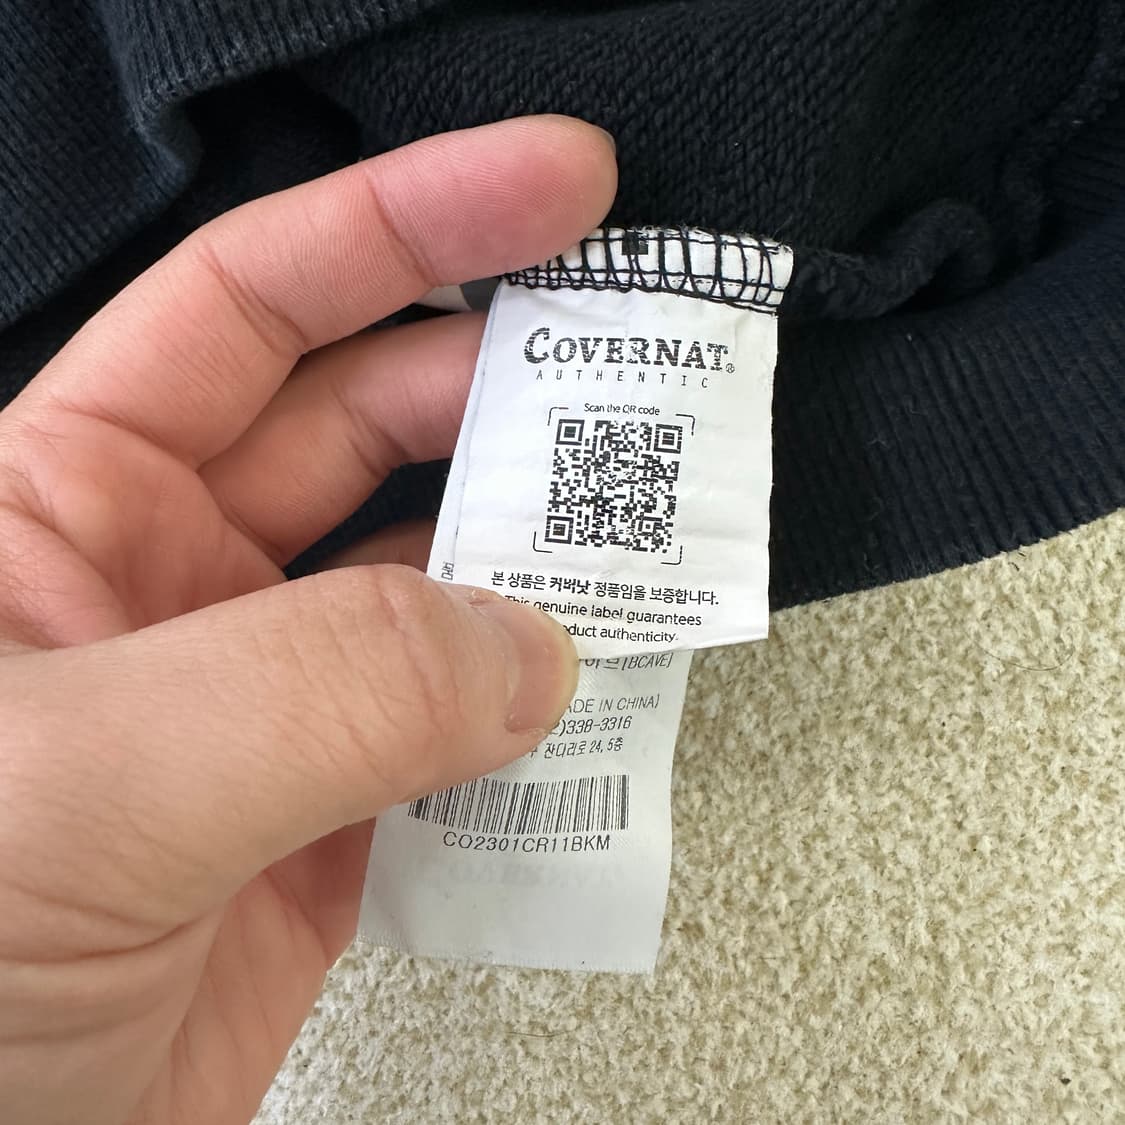 COVERNAT®
AUTHENTIC
Scan the QR code
본 상품은 커버낫 정품임을 보증합니다.
This genuine label guarantees
duct authenticity.
[BCAVE]
ADE IN CHINA)
2)338-3316
잔다리로 24, 5층
CO2301CR11BKM